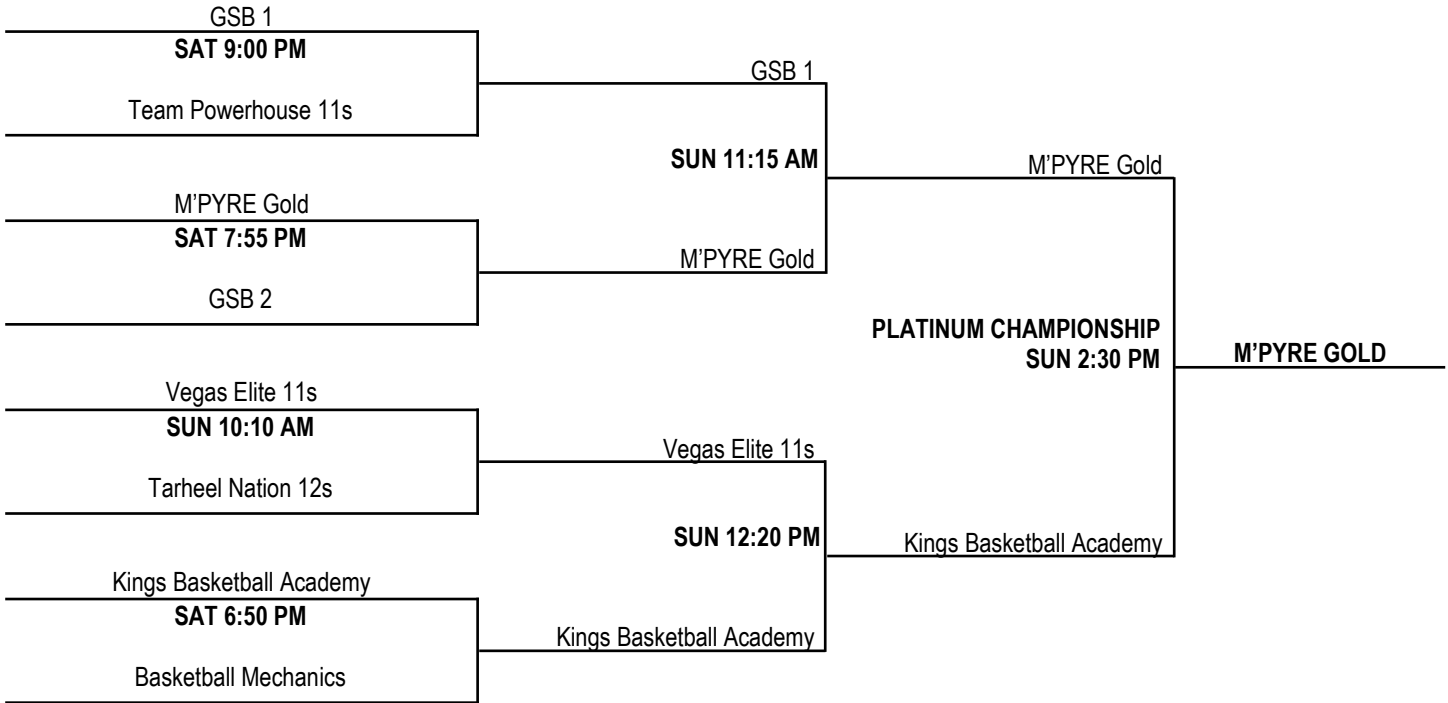 GSB 1
SAT 9:00 PM
Team Powerhouse 11s
M’PYRE Gold
SAT 7:55 PM
GSB 2
Vegas Elite 11s
SUN 10:10 AM
Tarheel Nation 12s
Kings Basketball Academy
SAT 6:50 PM
Basketball Mechanics
GSB 1
SUN 11:15 AM
M’PYRE Gold
Vegas Elite 11s
SUN 12:20 PM
Kings Basketball Academy
M’PYRE Gold
PLATINUM CHAMPIONSHIP
SUN 2:30 PM
Kings Basketball Academy
M’PYRE GOLD